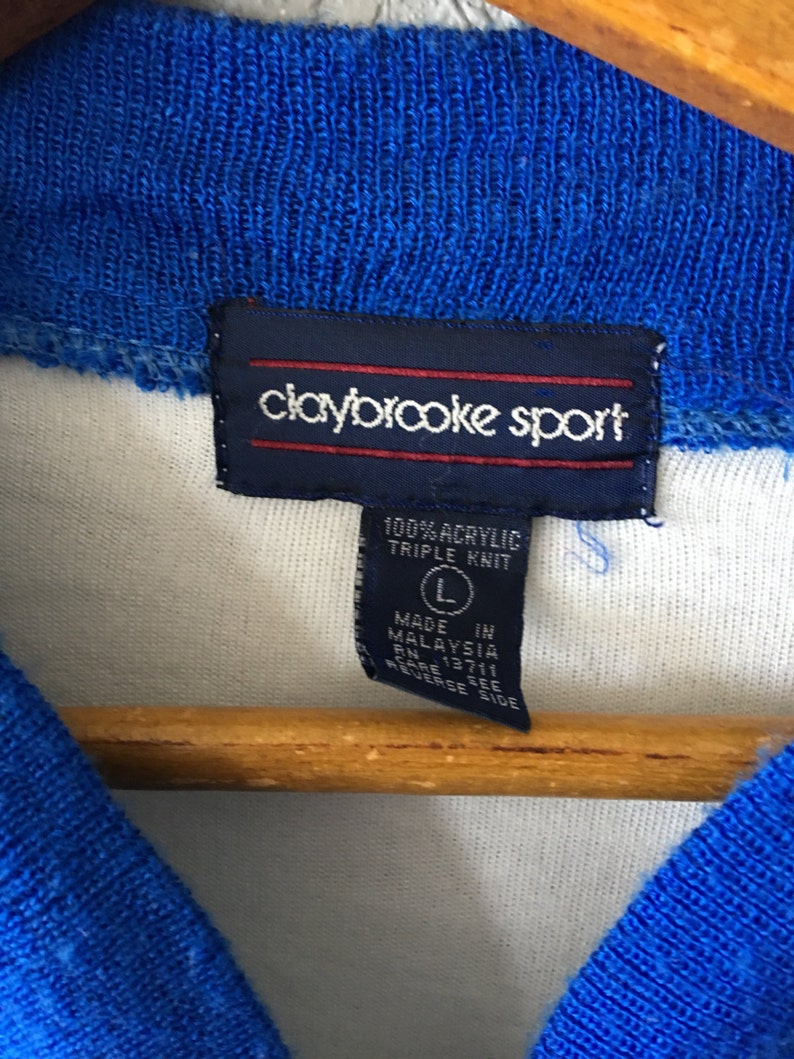 claybrooke sport
100% ACRYLIC
TRIPLE KNIT
L
MADE IN
MALAYSIA
RN 13711
CARE SEE
REVERSE SIDE